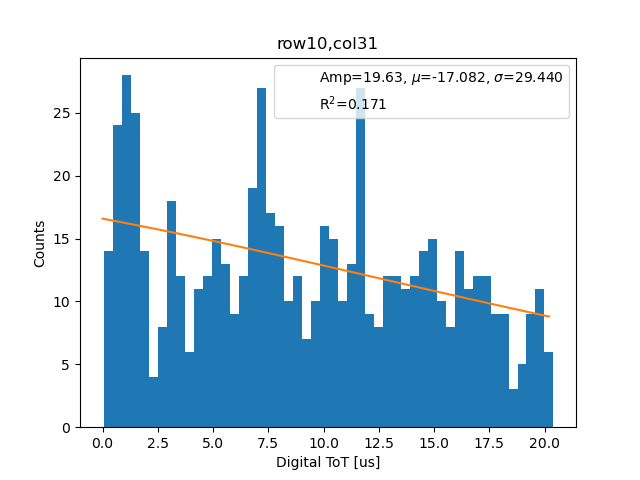 row10,col31
Amp=19.63, μ=-17.082, σ=29.440
R²=0.171
Counts
25
20
15
10
5
0
0.0 2.5 5.0 7.5 10.0 12.5 15.0 17.5 20.0
Digital ToT [us]